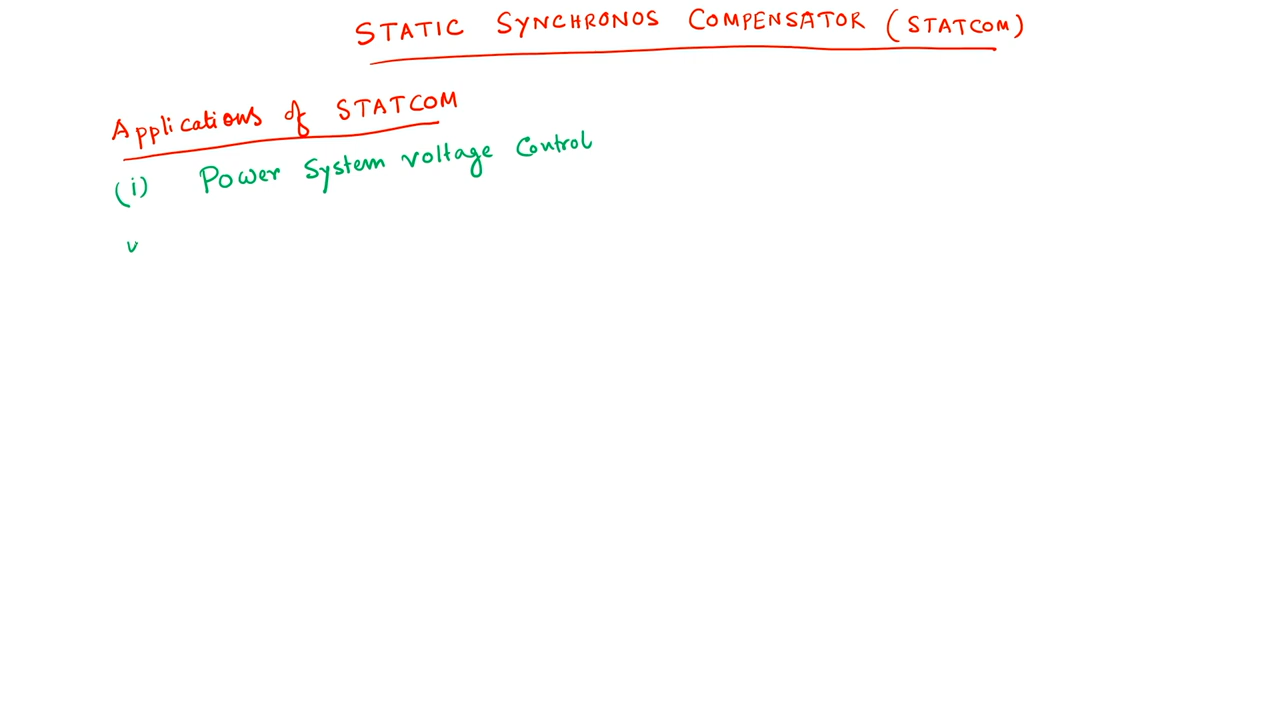 STATIC SYNCHRONOS COMPENSATOR (STATCOM)
Applications of STATCOM
(i) Power System voltage Control